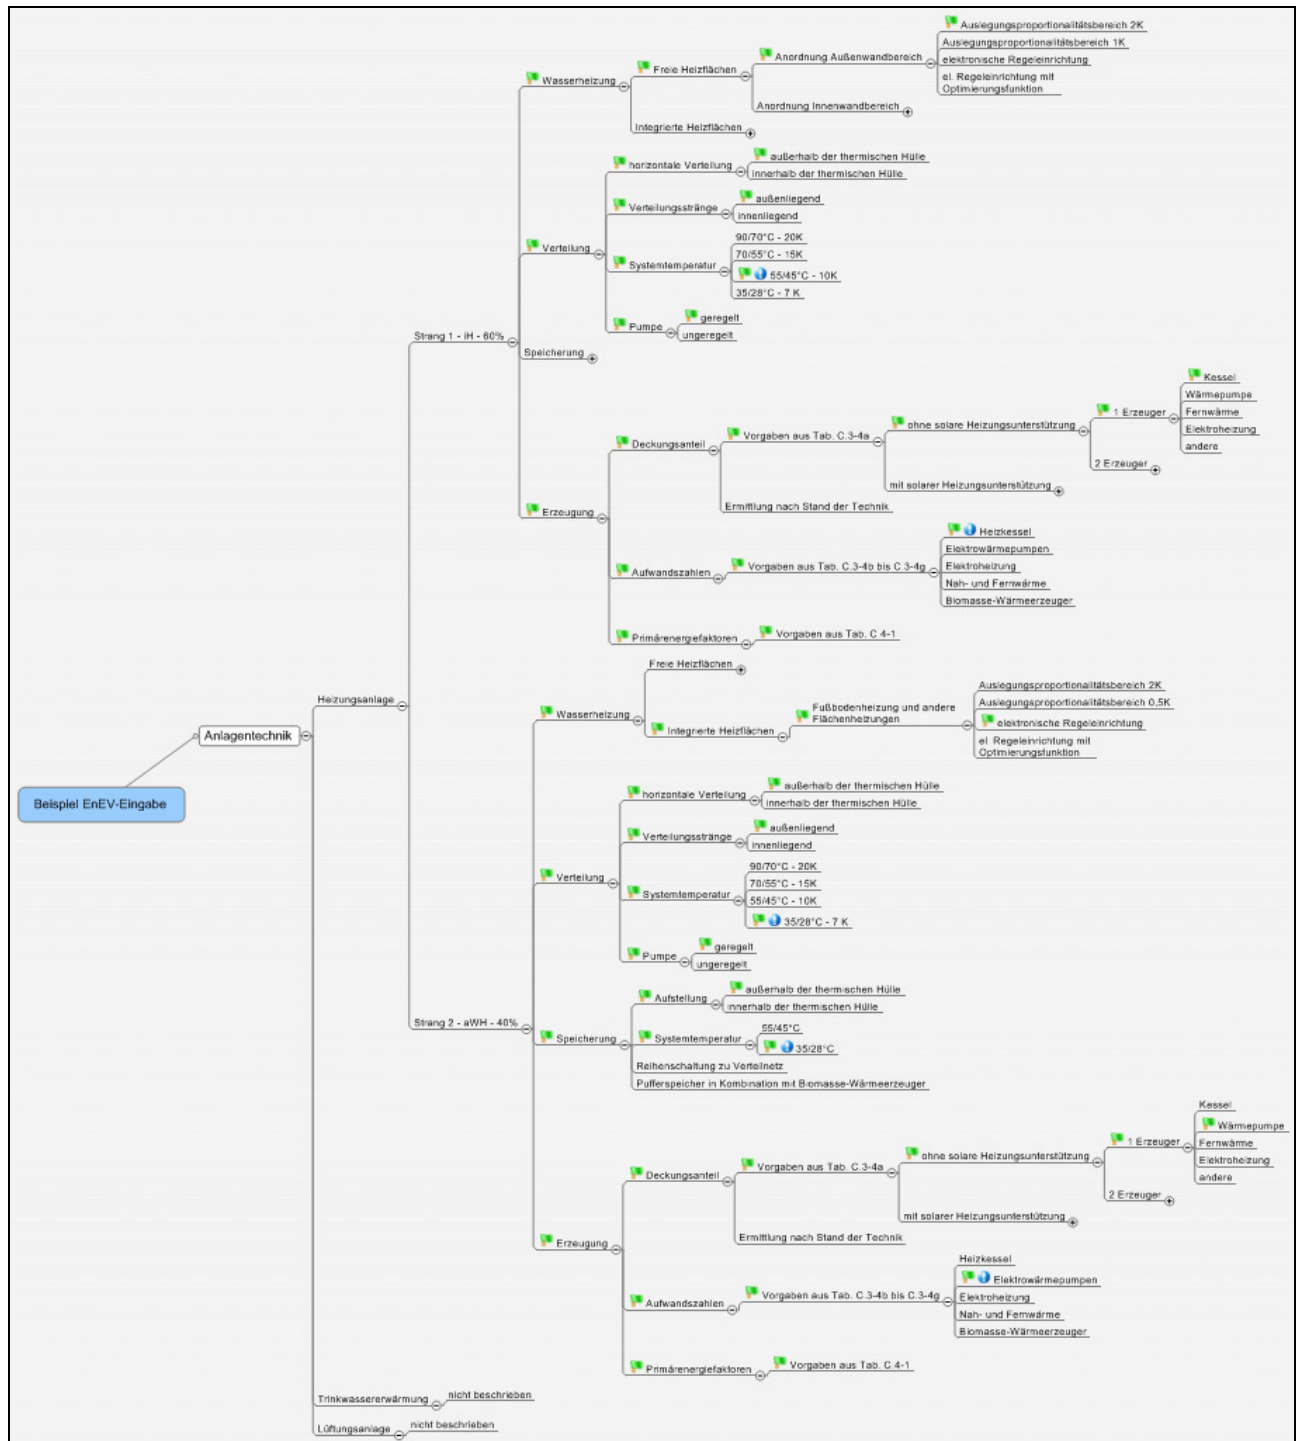 Auslegungsproportionalitätsbereich 2K
Auslegungsproportionalitätsbereich 1K
Anordnung Außenwandbereich
elektronische Regeleinrichtung
Freie Heizflächen
el. Regeleinrichtung mit
Optimierungsfunktion
Wasserheizung
Anordnung Innenwandbereich
Integrierte Heizflächen
außerhalb der thermischen Hülle
horizontale Verteilung
innerhalb der thermischen Hülle
außenliegend
Verteilungsstränge
innenliegend
90/70°C - 20K
Verteilung
70/55°C - 15K
Systemtemperatur
55/45°C - 10K
35/28°C - 7 K
geregelt
Pumpe
ungeregelt
Strang 1 - iH - 60%
Speicherung
Kessel
Wärmepumpe
1 Erzeuger
Fernwärme
ohne solare Heizungsunterstützung
Elektroheizung
Vorgaben aus Tab. C.3-4a
andere
Deckungsanteil
2 Erzeuger
mit solarer Heizungsunterstützung
Ermittlung nach Stand der Technik
Erzeugung
Heizkessel
Elektrowärmepumpen
Vorgaben aus Tab. C.3-4b bis C.3-4g
Elektroheizung
Aufwandszahlen
Nah- und Fernwärme
Biomasse-Wärmeerzeuger
Vorgaben aus Tab. C.4-1
Primärenergiefaktoren
Freie Heizflächen
Auslegungsproportionalitätsbereich 2K
Heizungsanlage
Auslegungsproportionalitätsbereich 0,5K
Fußbodenheizung und andere
Flächenheizungen
Wasserheizung
elektronische Regeleinrichtung
Integrierte Heizflächen
Anlagentechnik
el. Regeleinrichtung mit
Optimierungsfunktion
außerhalb der thermischen Hülle
horizontale Verteilung
innerhalb der thermischen Hülle
Beispiel EnEV-Eingabe
außenliegend
Verteilungsstränge
innenliegend
90/70°C - 20K
Verteilung
70/55°C - 15K
Systemtemperatur
55/45°C - 10K
35/28°C - 7 K
geregelt
Pumpe
ungeregelt
außerhalb der thermischen Hülle
Aufstellung
innerhalb der thermischen Hülle
Strang 2 - aWH - 40%
55/45°C
Speicherung
Systemtemperatur
35/28°C
Reihenschaltung zu Verteilnetz
Pufferspeicher in Kombination mit Biomasse-Wärmeerzeuger
Kessel
Wärmepumpe
1 Erzeuger
Fernwärme
ohne solare Heizungsunterstützung
Elektroheizung
Vorgaben aus Tab. C.3-4a
andere
Deckungsanteil
2 Erzeuger
mit solarer Heizungsunterstützung
Ermittlung nach Stand der Technik
Erzeugung
Heizkessel
Elektrowärmepumpen
Vorgaben aus Tab. C.3-4b bis C.3-4g
Elektroheizung
Aufwandszahlen
Nah- und Fernwärme
Biomasse-Wärmeerzeuger
Vorgaben aus Tab. C.4-1
Primärenergiefaktoren
Trinkwassererwärmung
nicht beschrieben
Lüftungsanlage
nicht beschrieben